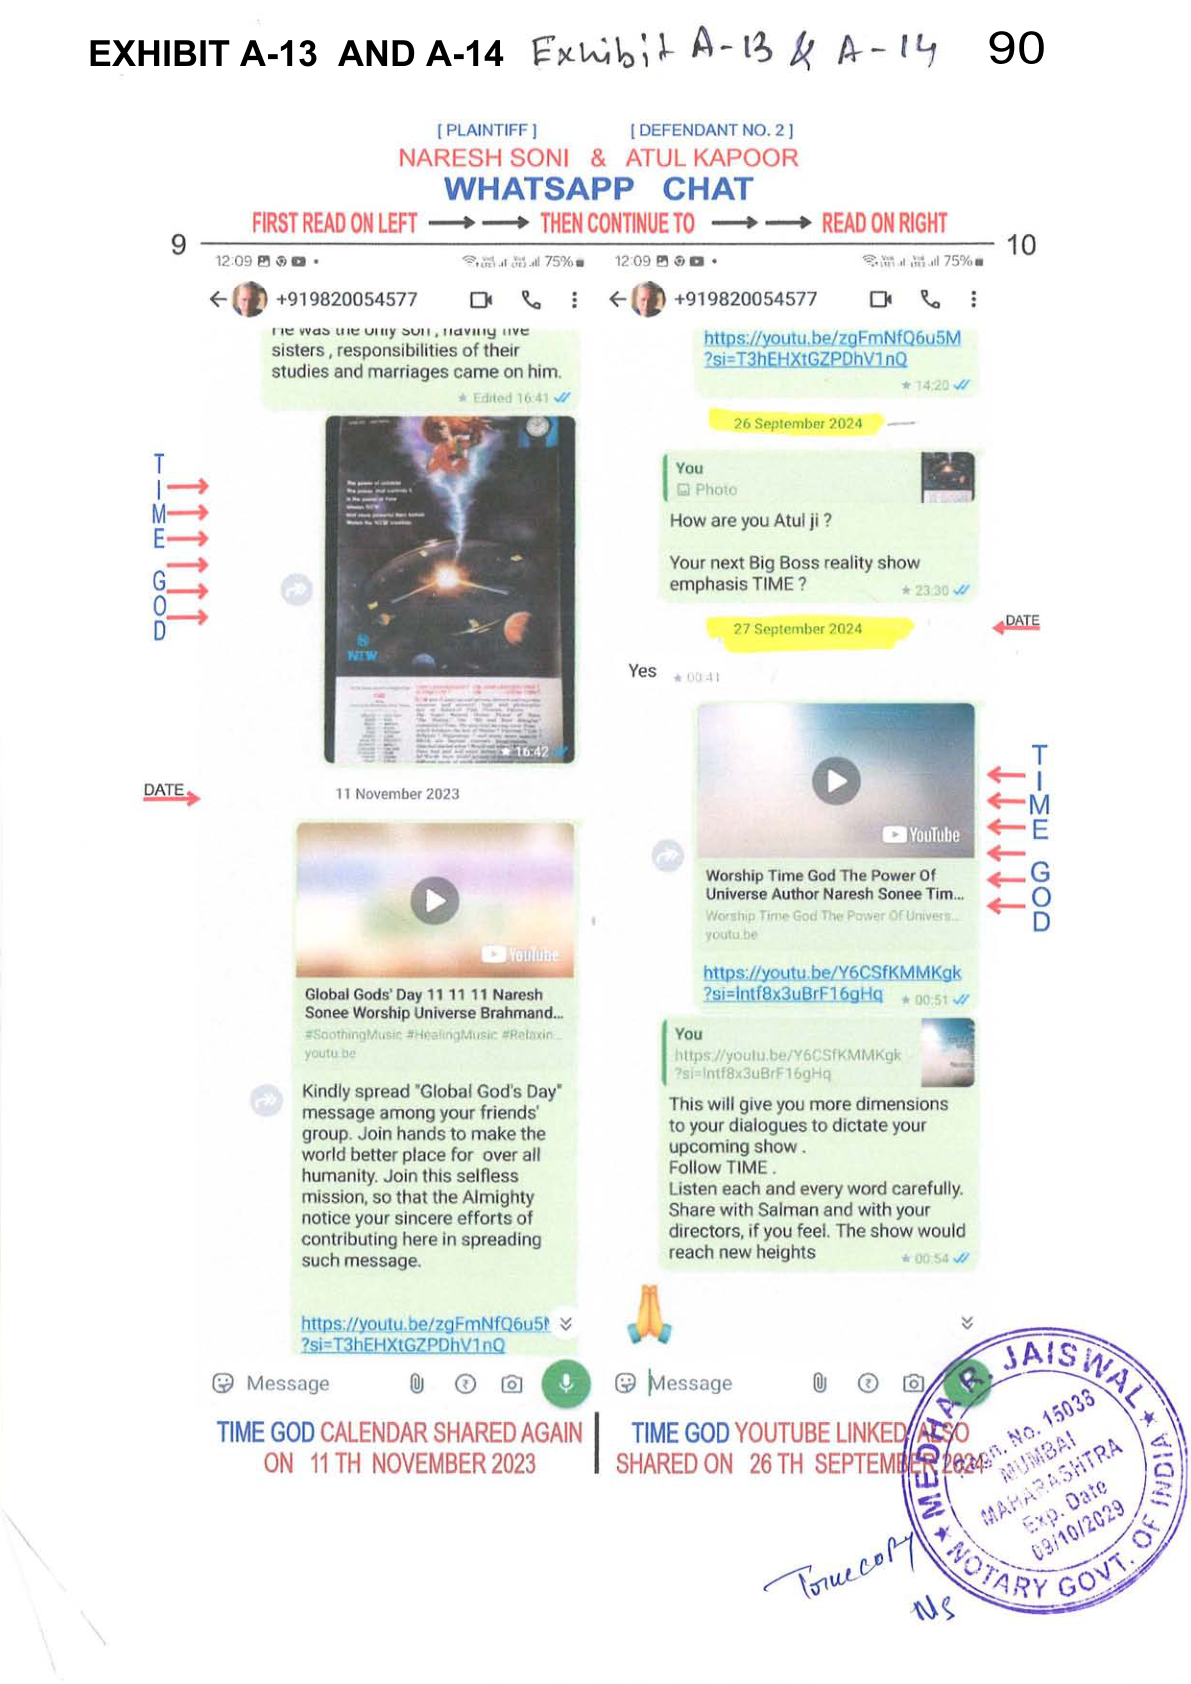 EXHIBIT A-13 AND A-14 Exhibit A-13 & A-14 90
[ PLAINTIFF ] [ DEFENDANT NO. 2 ]
NARESH SONI & ATUL KAPOOR
WHATSAPP CHAT
FIRST READ ON LEFT THEN CONTINUE TO READ ON RIGHT
9
12:09 75%
+919820054577
He was the only son , having five
sisters , responsibilities of their
studies and marriages came on him.
Edited 16:41
TIME GOD
The power of universe
NIW
16:42
DATE
11 November 2023
YouTube
Global Gods' Day 11 11 11 Naresh
Sonee Worship Universe Brahmand...
#SoothingMusic #HealingMusic #Relaxin...
youtu.be
Kindly spread "Global God's Day"
message among your friends'
group. Join hands to make the
world better place for over all
humanity. Join this selfless
mission, so that the Almighty
notice your sincere efforts of
contributing here in spreading
such message.
https://youtu.be/zgFmNfQ6u5
?si=T3hEHXtGZPDhV1nQ
Message
TIME GOD CALENDAR SHARED AGAIN
ON 11 TH NOVEMBER 2023
10
12:09 75%
+919820054577
https://youtu.be/zgFmNfQ6u5M
?si=T3hEHXtGZPDhV1nQ
14:20
26 September 2024
You
Photo
How are you Atul ji ?
Your next Big Boss reality show
emphasis TIME ?
23:30
27 September 2024
DATE
Yes 00:41
YouTube
TIME GOD
Worship Time God The Power Of
Universe Author Naresh Sonee Tim...
Worship Time God The Power Of Univers...
youtu.be
https://youtu.be/Y6CSfKMMKgk
?si=Intf8x3uBrF16gHq 00:51
You
https://youtu.be/Y6CSfKMMKgk
?si=Intf8x3uBrF16gHq
This will give you more dimensions
to your dialogues to dictate your
upcoming show .
Follow TIME .
Listen each and every word carefully.
Share with Salman and with your
directors, if you feel. The show would
reach new heights
00:54
Message
TIME GOD YOUTUBE LINKED ALSO
SHARED ON 26 TH SEPTEMBER 2024
MEDHA R. JAISWAL
Regn. No. 15033
MUMBAI
MAHARASHTRA
Exp. Date
09/10/2029
NOTARY GOVT. OF INDIA
True copy
NS